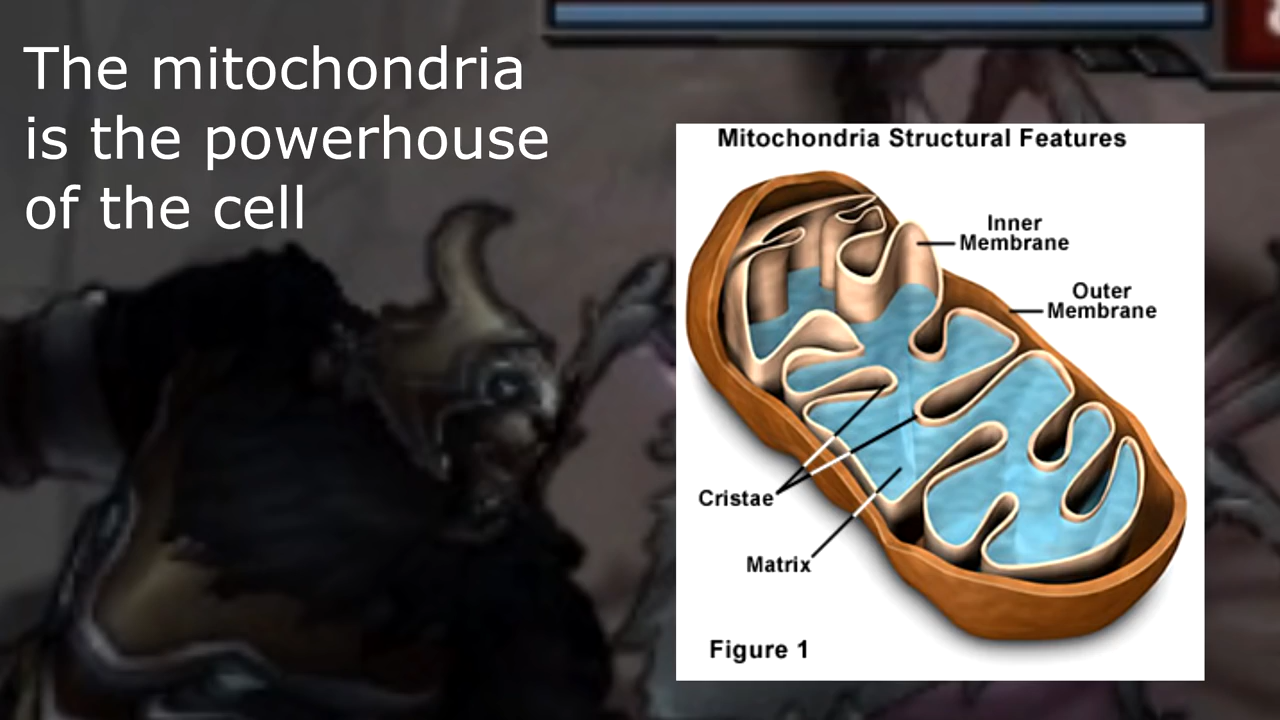 The mitochondria
is the powerhouse
of the cell
Mitochondria Structural Features
Inner
Membrane
Outer
Membrane
Cristae
Matrix
Figure 1